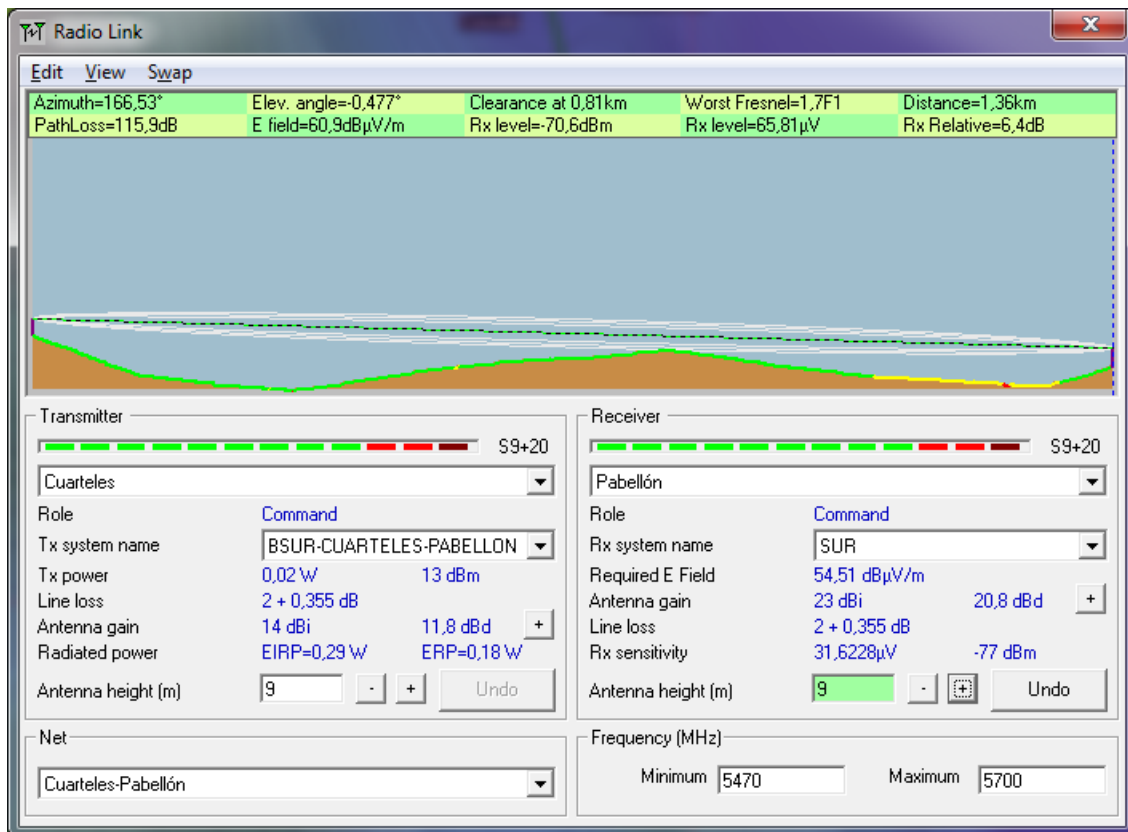 Radio Link
Edit View Swap
Azimuth=166,53° Elev. angle=-0,477° Clearance at 0,81km Worst Fresnel=1,7F1 Distance=1,36km
PathLoss=115,9dB E field=60,9dBµV/m Rx level=-70,6dBm Rx level=65,81µV Rx Relative=6,4dB
Transmitter
S9+20
Cuarteles
Role Command
Tx system name BSUR-CUARTELES-PABELLON
Tx power 0,02 W 13 dBm
Line loss 2 + 0,355 dB
Antenna gain 14 dBi 11,8 dBd +
Radiated power EIRP=0,29 W ERP=0,18 W
Antenna height (m) 9 - + Undo
Net
Cuarteles-Pabellón
Receiver
S9+20
Pabellón
Role Command
Rx system name SUR
Required E Field 54,51 dBµV/m
Antenna gain 23 dBi 20,8 dBd +
Line loss 2 + 0,355 dB
Rx sensitivity 31,6228µV -77 dBm
Antenna height (m) 9 - + Undo
Frequency (MHz)
Minimum 5470 Maximum 5700